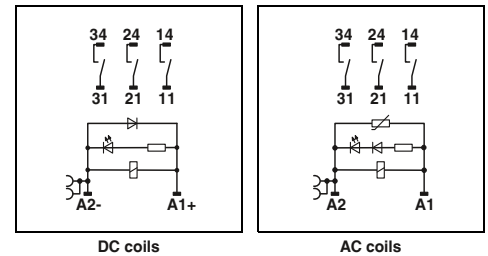 34 24 14
31 21 11
A2- A1+
DC coils
34 24 14
31 21 11
A2 A1
AC coils